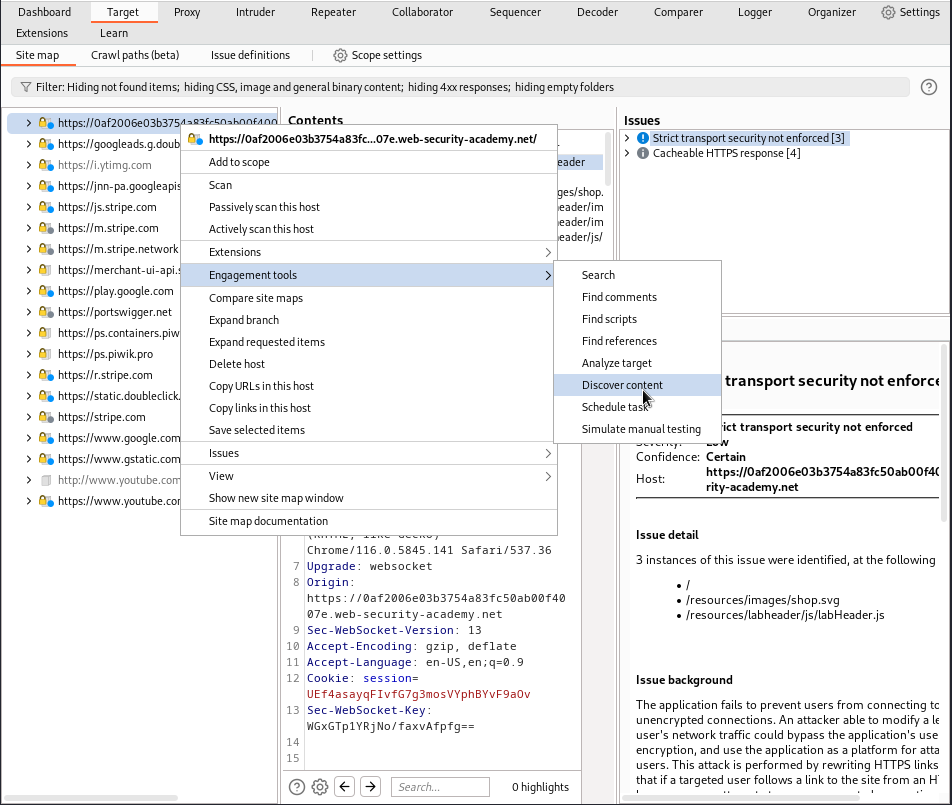 Dashboard Target Proxy Intruder Repeater Collaborator Sequencer Decoder Comparer Logger Organizer Settings
Extensions Learn
Site map Crawl paths (beta) Issue definitions Scope settings
Filter: Hiding not found items; hiding CSS, image and general binary content; hiding 4xx responses; hiding empty folders
https://0af2006e03b3754a83fc50ab00f400
https://googleads.g.doub
https://i.ytimg.com
https://jnn-pa.googleapis
https://js.stripe.com
https://m.stripe.com
https://m.stripe.network
https://merchant-ui-api.s
https://play.google.com
https://portswigger.net
https://ps.containers.piw
https://ps.piwik.pro
https://r.stripe.com
https://static.doubleclick.
https://stripe.com
https://www.google.com
https://www.gstatic.com
http://www.youtube.com
https://www.youtube.cor
Contents
https://0af2006e03b3754a83fc...07e.web-security-academy.net/
Add to scope
Scan
Passively scan this host
Actively scan this host
Extensions
Engagement tools
Compare site maps
Expand branch
Expand requested items
Delete host
Copy URLs in this host
Copy links in this host
Save selected items
Issues
View
Show new site map window
Site map documentation
eader
ges/shop.
eader/im
eader/im
eader/js/
Search
Find comments
Find scripts
Find references
Analyze target
Discover content
Schedule task
Simulate manual testing
(KHTML, like Gecko)
Chrome/116.0.5845.141 Safari/537.36
7 Upgrade: websocket
8 Origin:
https://0af2006e03b3754a83fc50ab00f40
07e.web-security-academy.net
9 Sec-WebSocket-Version: 13
10 Accept-Encoding: gzip, deflate
11 Accept-Language: en-US,en;q=0.9
12 Cookie: session=
UEf4asayqFIvfG7g3mosVYphBYvF9aOv
13 Sec-WebSocket-Key:
WGxGTp1YRjNo/faxvAfpfg==
14
15
Search...
0 highlights
Issues
Strict transport security not enforced [3]
Cacheable HTTPS response [4]
transport security not enforce
rict transport security not enforced
Severity: Low
Confidence: Certain
Host: https://0af2006e03b3754a83fc50ab00f40
rity-academy.net
Issue detail
3 instances of this issue were identified, at the following
• /
• /resources/images/shop.svg
• /resources/labheader/js/labHeader.js
Issue background
The application fails to prevent users from connecting to
unencrypted connections. An attacker able to modify a le
user's network traffic could bypass the application's use
encryption, and use the application as a platform for atta
users. This attack is performed by rewriting HTTPS links
that if a targeted user follows a link to the site from an H